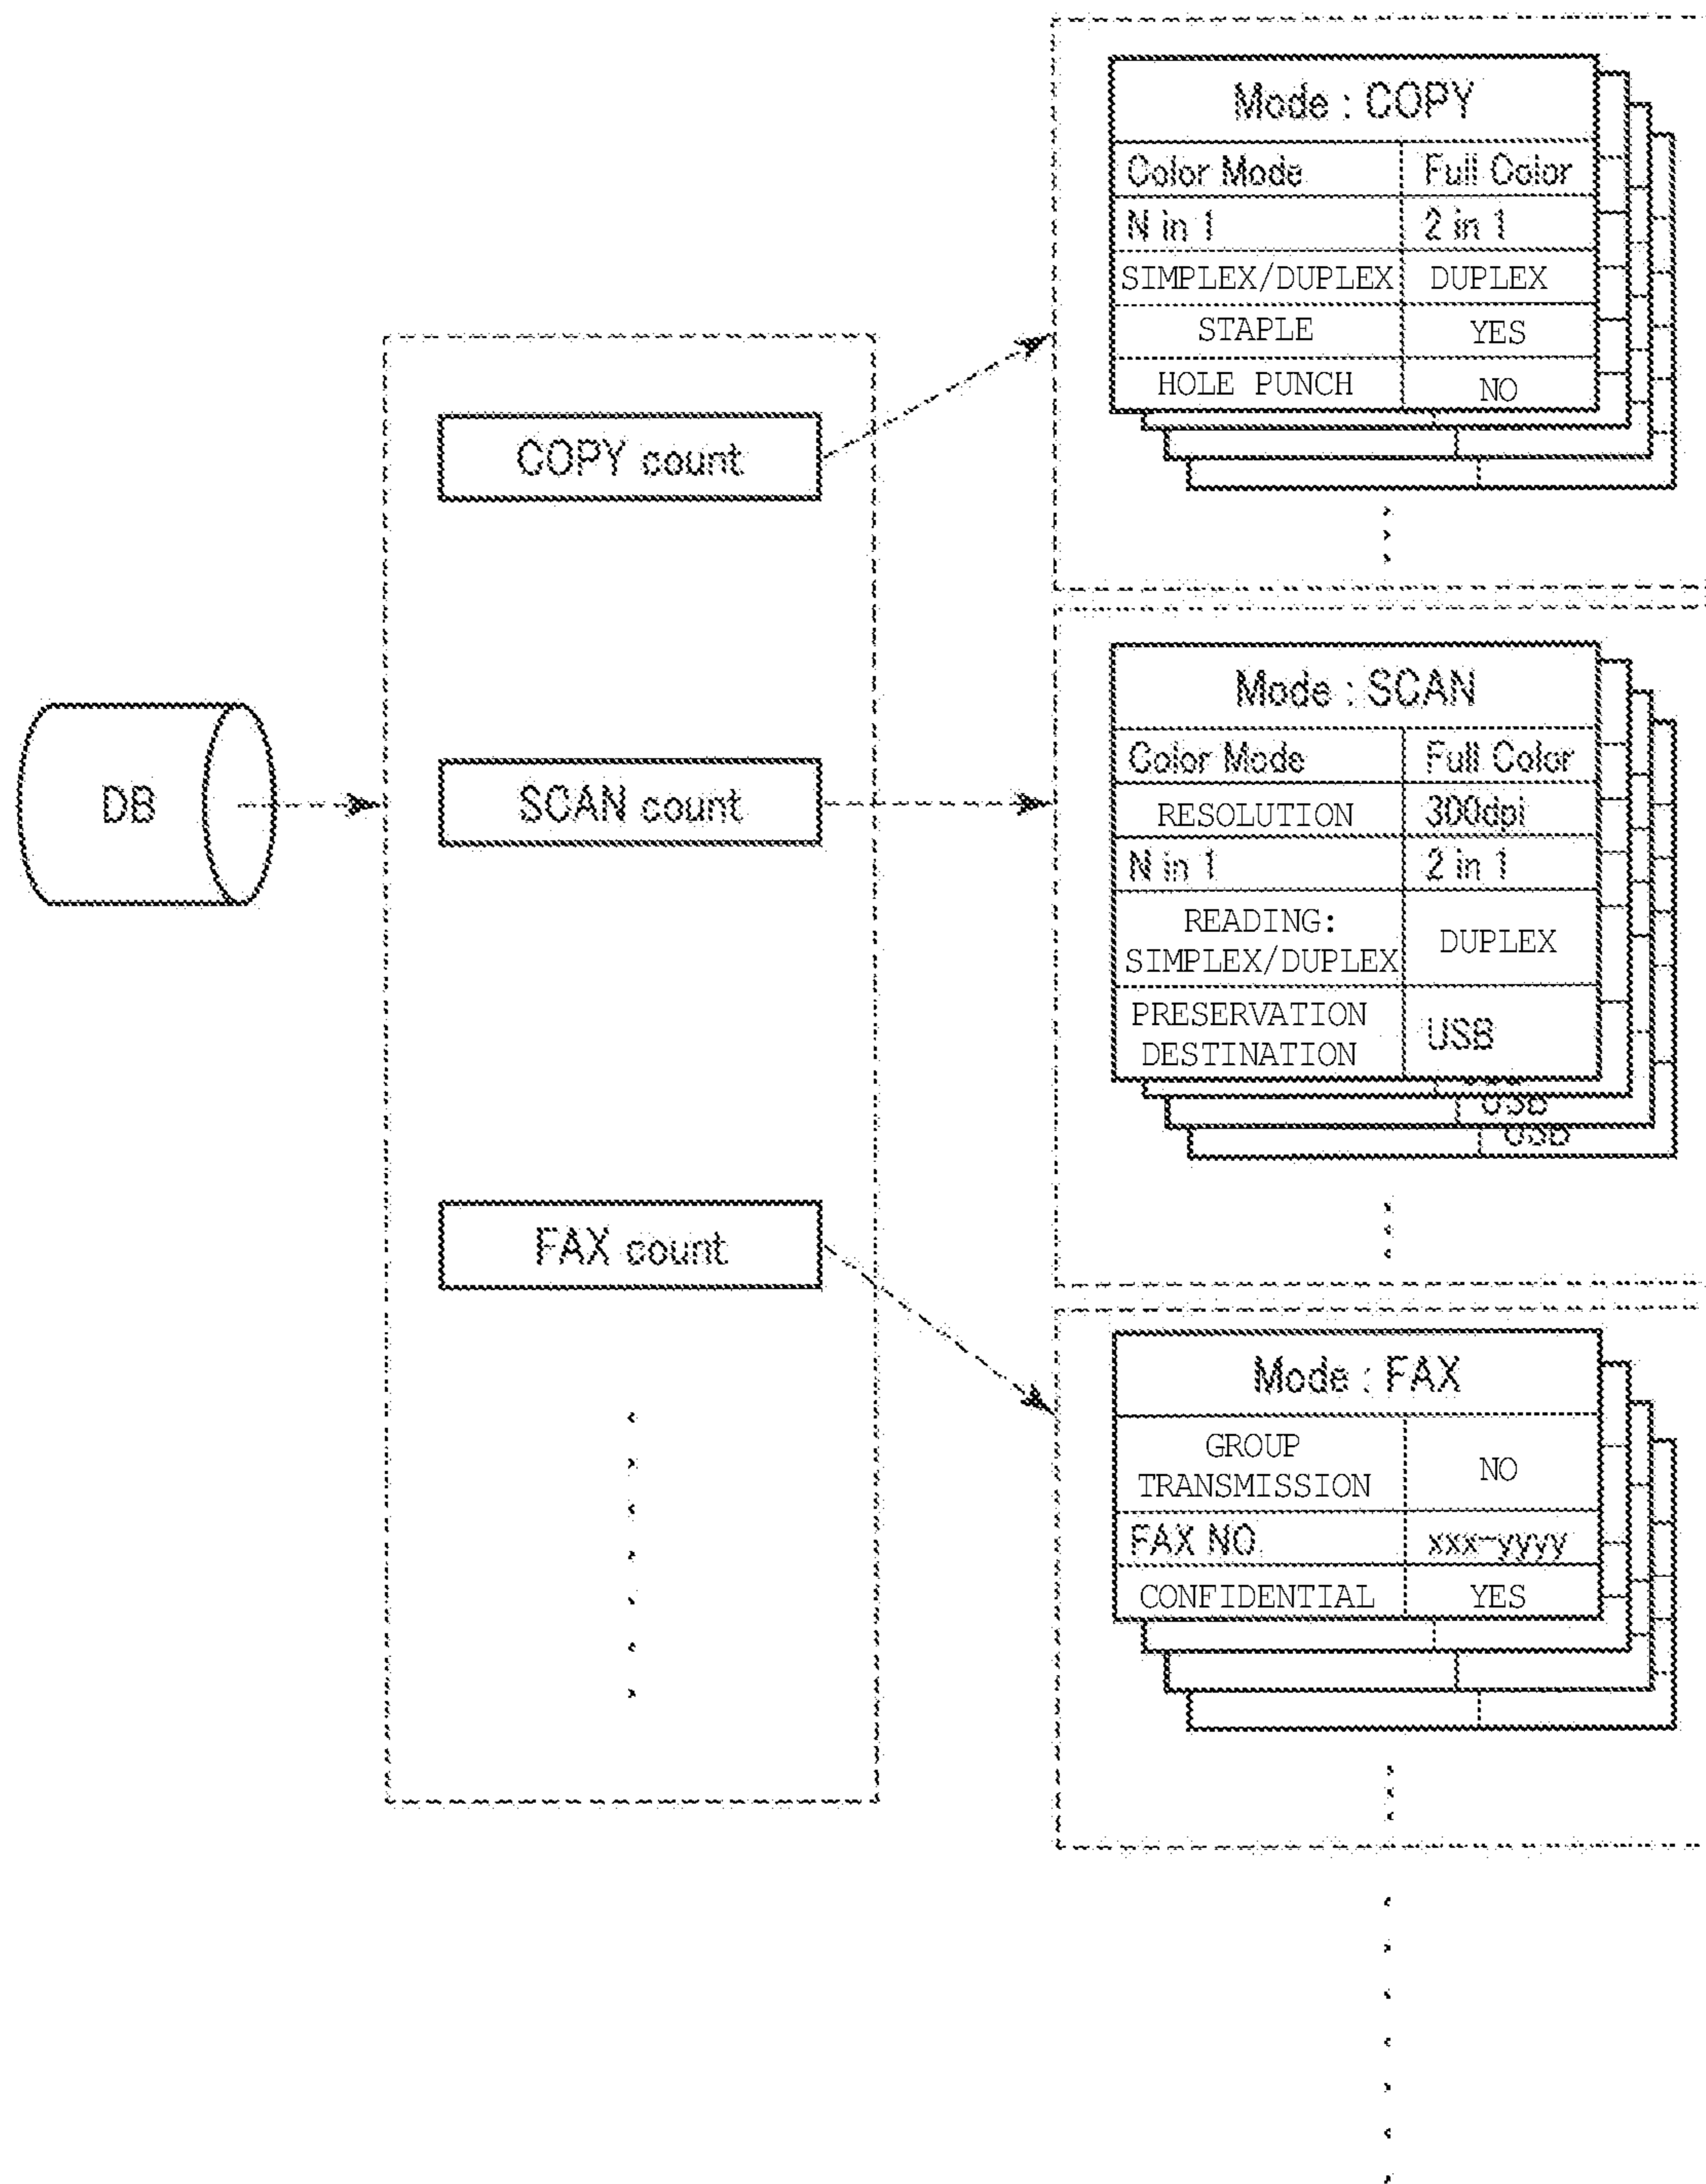 DB
COPY count
SCAN count
FAX count
Mode : COPY
Color Mode Full Color
N in 1 2 in 1
SIMPLEX/DUPLEX DUPLEX
STAPLE YES
HOLE PUNCH NO
Mode : SCAN
Color Mode Full Color
RESOLUTION 300dpi
N in 1 2 in 1
READING:
SIMPLEX/DUPLEX DUPLEX
PRESERVATION
DESTINATION USB
USB
USB
Mode : FAX
GROUP
TRANSMISSION NO
FAX NO. xxx-yyyy
CONFIDENTIAL YES